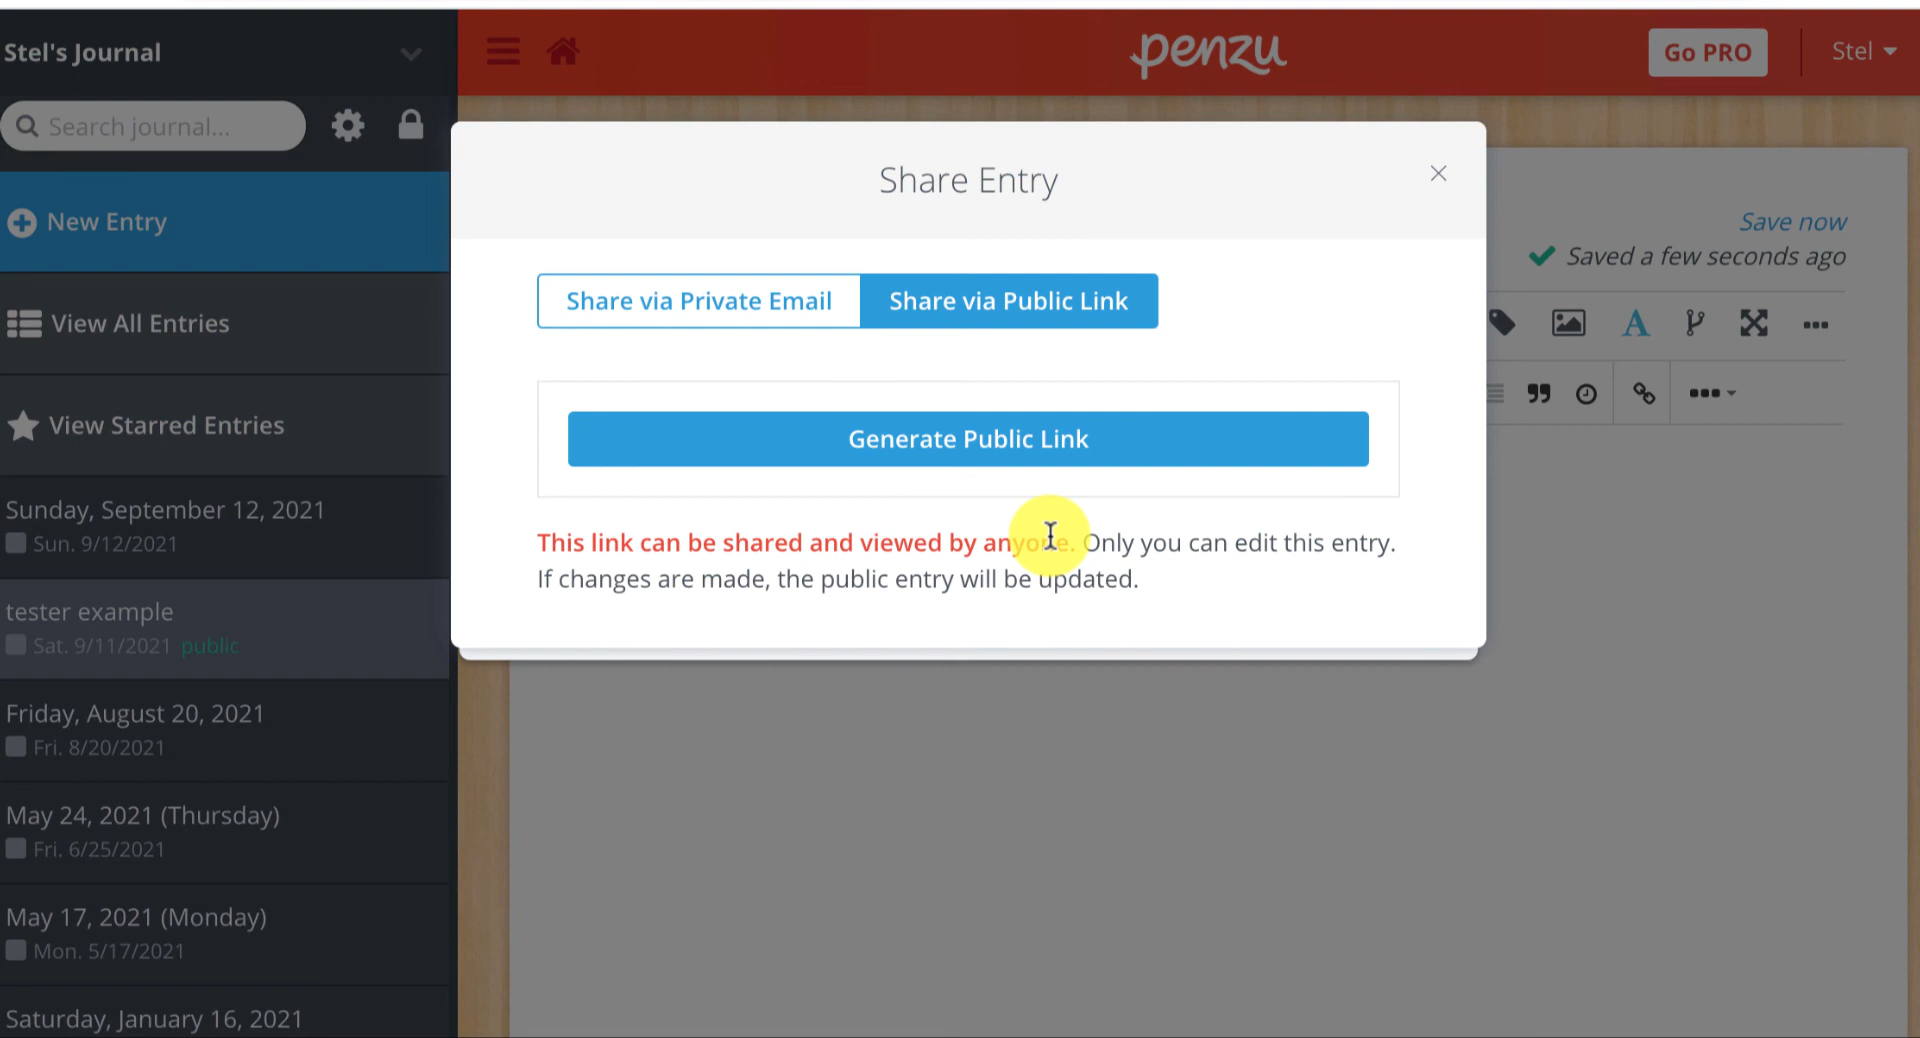 Stel's Journal
penzu
Go PRO
Stel
Search journal...
Share Entry
New Entry
Save now
Saved a few seconds ago
Share via Private Email
Share via Public Link
View All Entries
Generate Public Link
View Starred Entries
This link can be shared and viewed by anyone. Only you can edit this entry.
If changes are made, the public entry will be updated.
Sunday, September 12, 2021
Sun. 9/12/2021
tester example
Sat. 9/11/2021 public
Friday, August 20, 2021
Fri. 8/20/2021
May 24, 2021 (Thursday)
Fri. 6/25/2021
May 17, 2021 (Monday)
Mon. 5/17/2021
Saturday, January 16, 2021